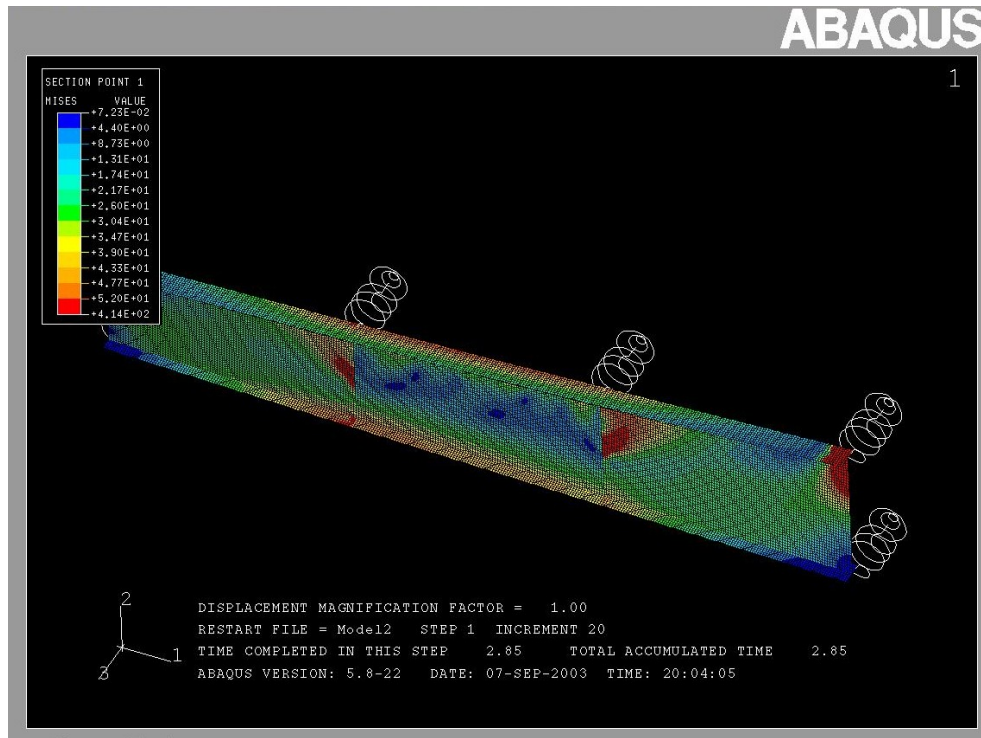 ABAQUS
1
SECTION POINT 1
MISES VALUE
+7.23E-02
+4.40E+00
+8.73E+00
+1.31E+01
+1.74E+01
+2.17E+01
+2.60E+01
+3.04E+01
+3.47E+01
+3.90E+01
+4.33E+01
+4.77E+01
+5.20E+01
+4.14E+02
2
1
3
DISPLACEMENT MAGNIFICATION FACTOR = 1.00
RESTART FILE = Model2 STEP 1 INCREMENT 20
TIME COMPLETED IN THIS STEP 2.85 TOTAL ACCUMULATED TIME 2.85
ABAQUS VERSION: 5.8-22 DATE: 07-SEP-2003 TIME: 20:04:05